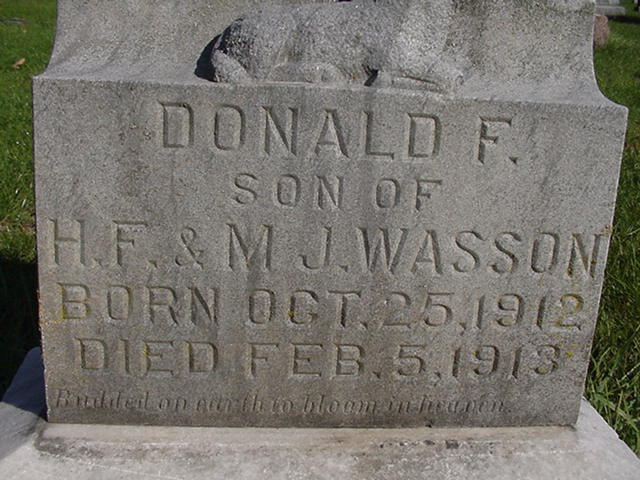 DONALD F.
SON OF
H. F. & M. J. WASSON
BORN OCT. 25, 1912
DIED FEB. 5, 1913
Budded on earth to bloom in heaven.